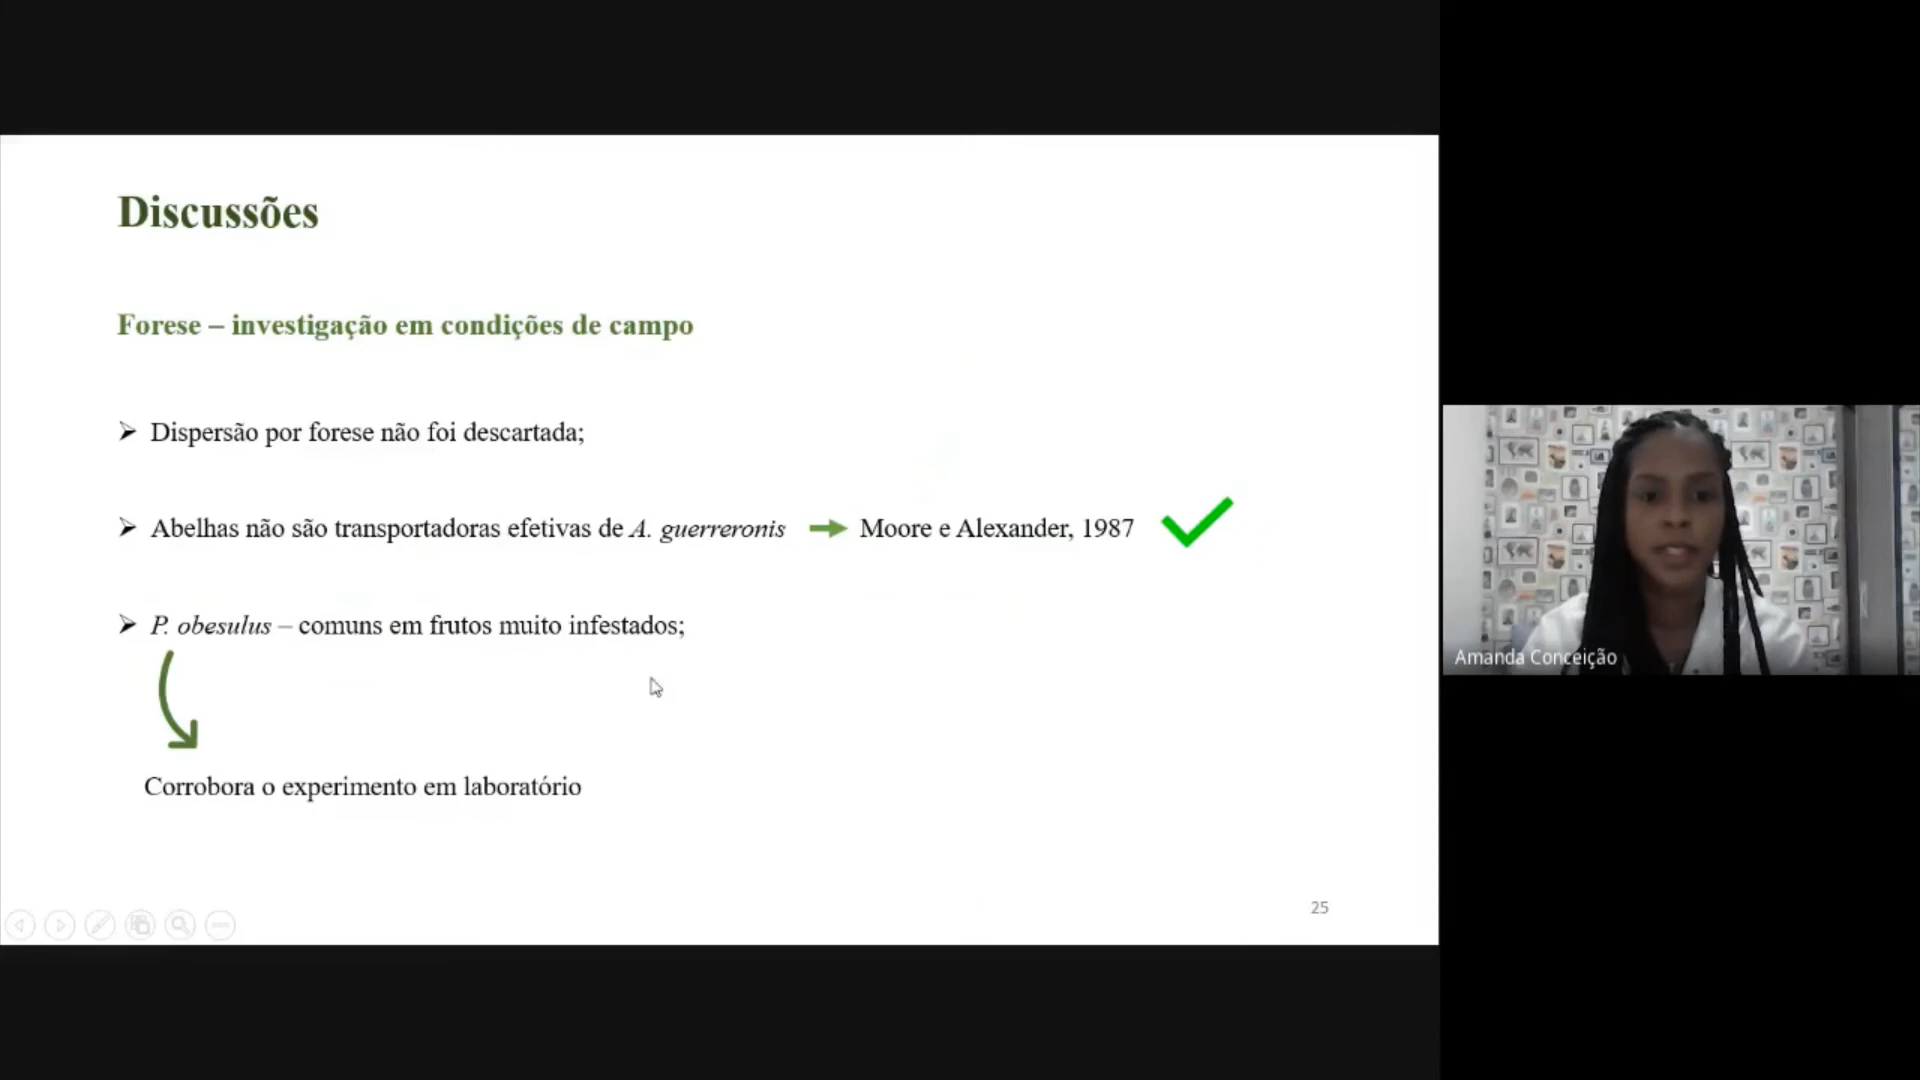 Discussões
Forese – investigação em condições de campo
Dispersão por forese não foi descartada;
Abelhas não são transportadoras efetivas de A. guerreronis Moore e Alexander, 1987
P. obesulus – comuns em frutos muito infestados;
Corrobora o experimento em laboratório
25
Amanda Conceição